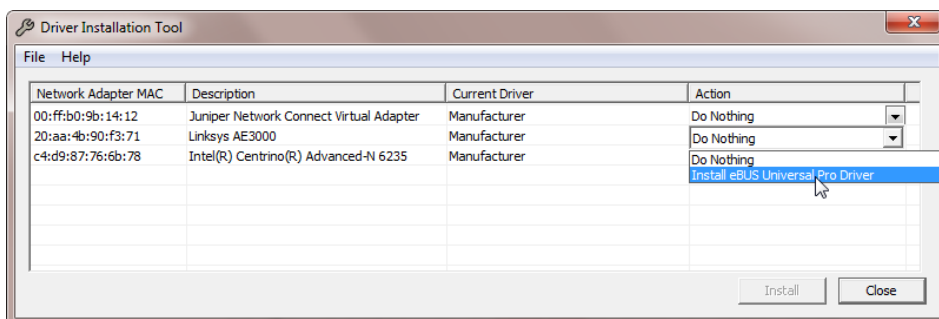 Driver Installation Tool
File Help
Network Adapter MAC Description Current Driver Action
00:ff:b0:9b:14:12 Juniper Network Connect Virtual Adapter Manufacturer Do Nothing
20:aa:4b:90:f3:71 Linksys AE3000 Manufacturer Do Nothing
c4:d9:87:76:6b:78 Intel(R) Centrino(R) Advanced-N 6235 Manufacturer Do Nothing
Install eBUS Universal Pro Driver
Install Close